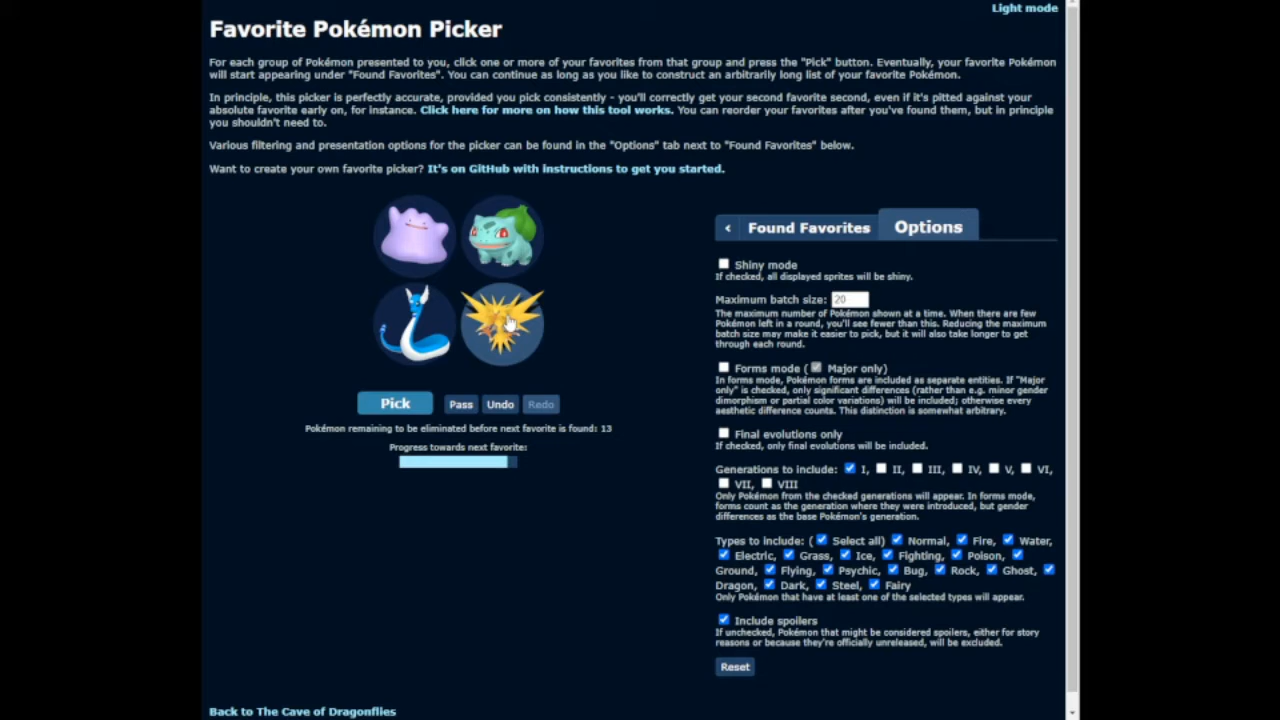 Light mode
Favorite Pokémon Picker
For each group of Pokémon presented to you, click one or more of your favorites from that group and press the "Pick" button. Eventually, your favorite Pokémon
will start appearing under "Found Favorites". You can continue as long as you like to construct an arbitrarily long list of your favorite Pokémon.
In principle, this picker is perfectly accurate, provided you pick consistently - you'll correctly get your second favorite second, even if it's pitted against your
absolute favorite early on, for instance. Click here for more on how this tool works. You can reorder your favorites after you've found them, but in principle
you shouldn't need to.
Various filtering and presentation options for the picker can be found in the "Options" tab next to "Found Favorites" below.
Want to create your own favorite picker? It's on GitHub with instructions to get you started.
Pick Pass Undo Redo
Pokémon remaining to be eliminated before next favorite is found: 13
Progress towards next favorite:
‹ Found Favorites Options
Shiny mode
If checked, all displayed sprites will be shiny.
Maximum batch size: 20
The maximum number of Pokémon shown at a time. When there are few
Pokémon left in a round, you'll see fewer than this. Reducing the maximum
batch size may make it easier to pick, but it will also take longer to get
through each round.
Forms mode ( Major only)
In forms mode, Pokémon forms are included as separate entities. If "Major
only" is checked, only significant differences (rather than e.g. minor gender
dimorphism or partial color variations) will be included; otherwise every
aesthetic difference counts. This distinction is somewhat arbitrary.
Final evolutions only
If checked, only final evolutions will be included.
Generations to include: I, II, III, IV, V, VI,
VII, VIII
Only Pokémon from the checked generations will appear. In forms mode,
forms count as the generation where they were introduced, but gender
differences as the base Pokémon's generation.
Types to include: ( Select all) Normal, Fire, Water,
Electric, Grass, Ice, Fighting, Poison,
Ground, Flying, Psychic, Bug, Rock, Ghost,
Dragon, Dark, Steel, Fairy
Only Pokémon that have at least one of the selected types will appear.
Include spoilers
If unchecked, Pokémon that might be considered spoilers, either for story
reasons or because they're officially unreleased, will be excluded.
Reset
Back to The Cave of Dragonflies